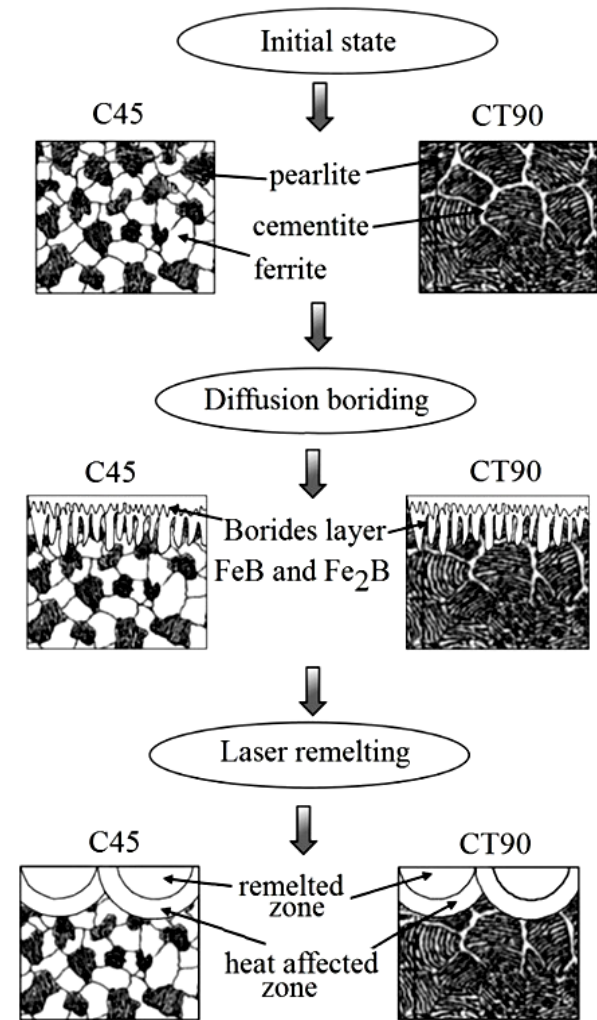 Initial state
C45
CT90
pearlite
cementite
ferrite
Diffusion boriding
C45
CT90
Borides layer
FeB and Fe2B
Laser remelting
C45
CT90
remelted
zone
heat affected
zone